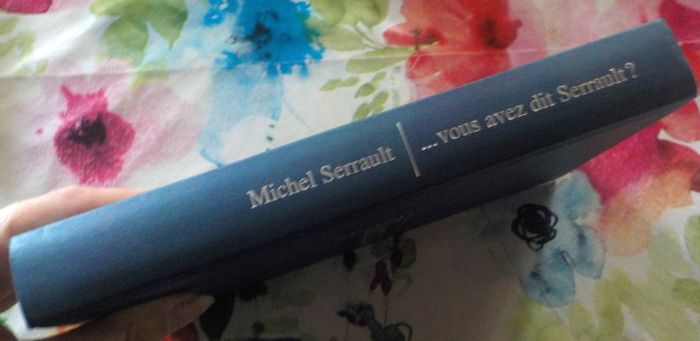 Michel Serrault | ...vous avez dit Serrault ?